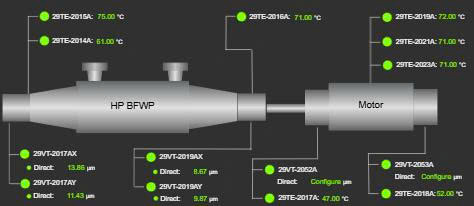 29TE-2015A: 75.00 °C
29TE-2014A: 61.00 °C
29TE-2016A: 71.00 °C
29TE-2019A: 72.00 °C
29TE-2021A: 71.00 °C
29TE-2023A: 71.00 °C
HP BFWP
Motor
29VT-2017AX
Direct: 13.86 µm
29VT-2017AY
Direct: 11.43 µm
29VT-2019AX
Direct: 8.67 µm
29VT-2019AY
Direct: 9.87 µm
29VT-2052A
Direct: Configure µm
29TE-2017A: 47.00 °C
29VT-2053A
Direct: Configure µm
29TE-2018A: 52.00 °C